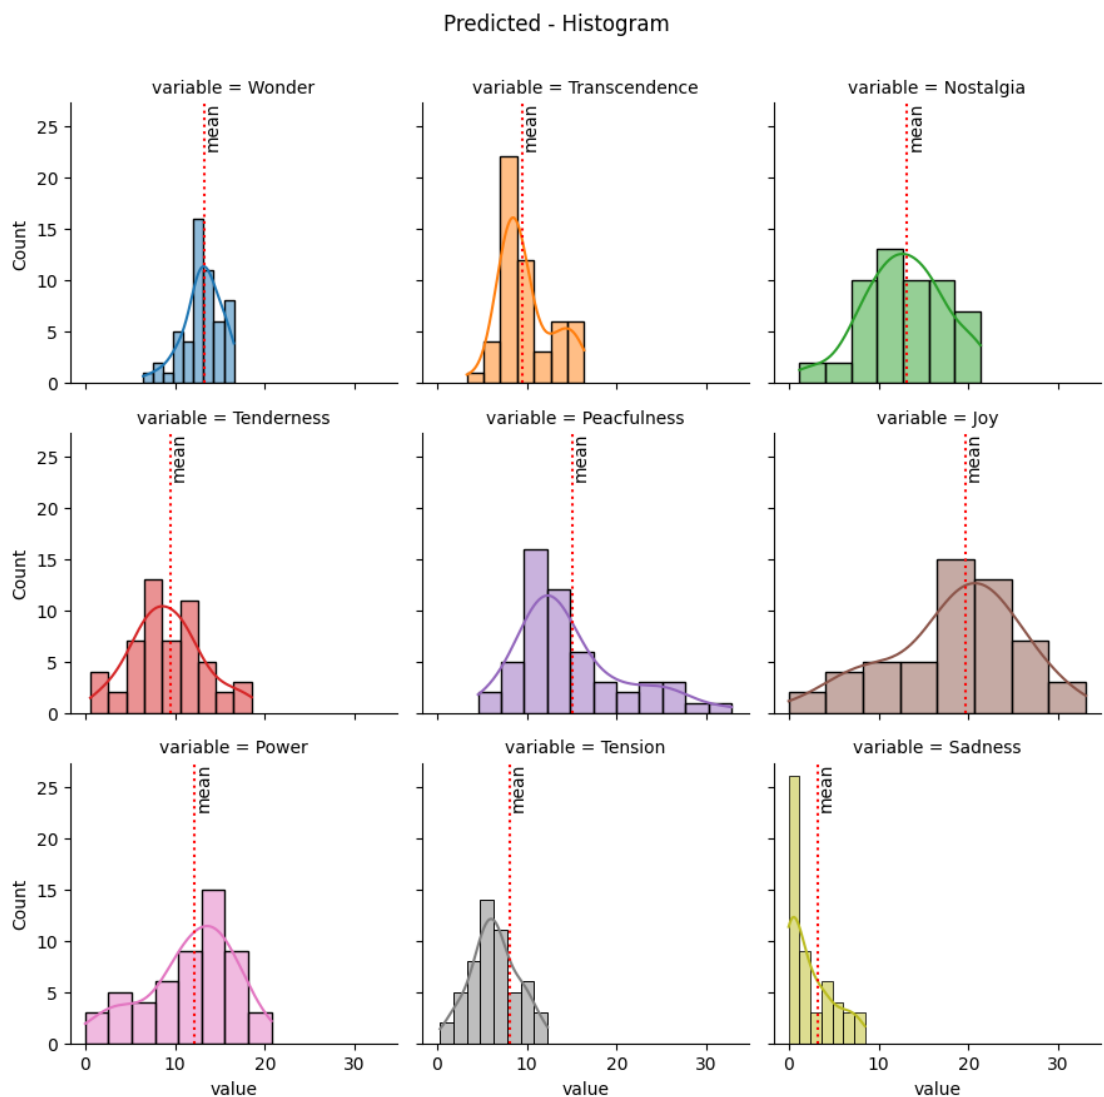 Predicted - Histogram
variable = Wonder
variable = Transcendence
variable = Nostalgia
mean
mean
mean
Count
25
20
15
10
5
0
variable = Tenderness
variable = Peacfulness
variable = Joy
mean
mean
mean
Count
25
20
15
10
5
0
variable = Power
variable = Tension
variable = Sadness
mean
mean
mean
Count
25
20
15
10
5
0
0 10 20 30
0 10 20 30
0 10 20 30
value
value
value